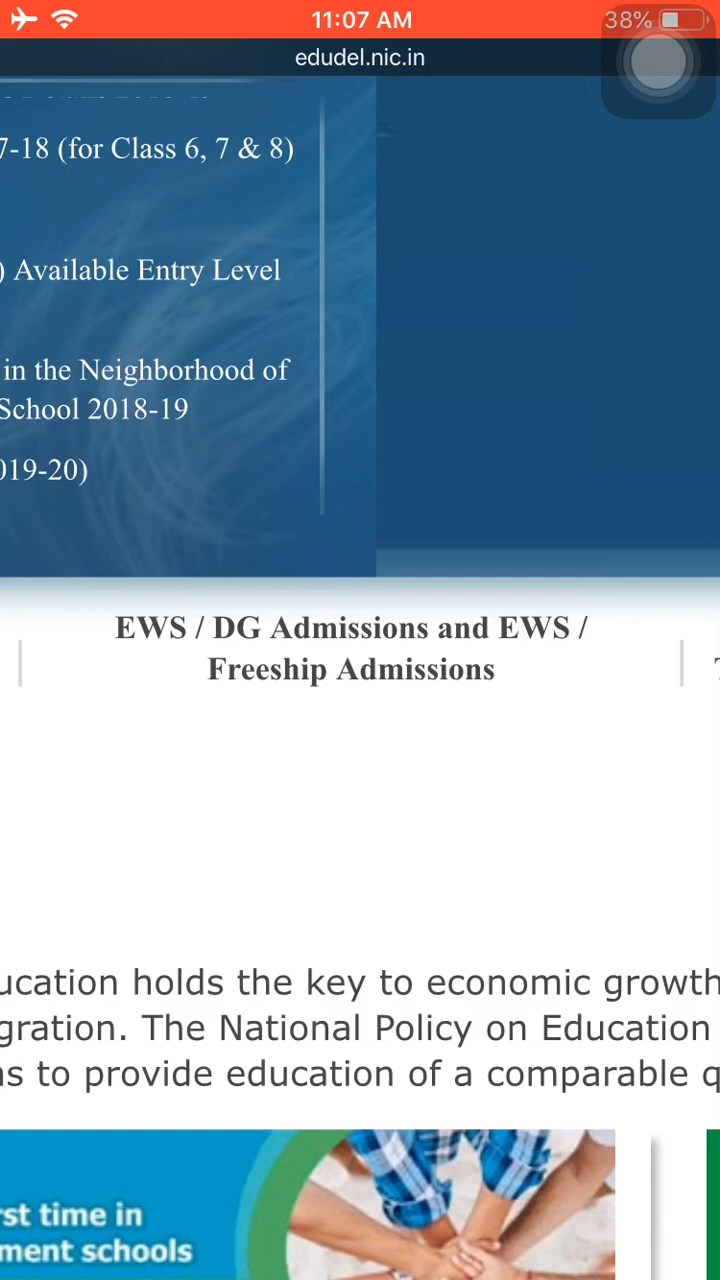 11:07 AM
38%
edudel.nic.in
7-18 (for Class 6, 7 & 8)
) Available Entry Level
in the Neighborhood of
School 2018-19
019-20)
EWS / DG Admissions and EWS /
Freeship Admissions
ucation holds the key to economic growth
gration. The National Policy on Education
ns to provide education of a comparable q
rst time in
ment schools